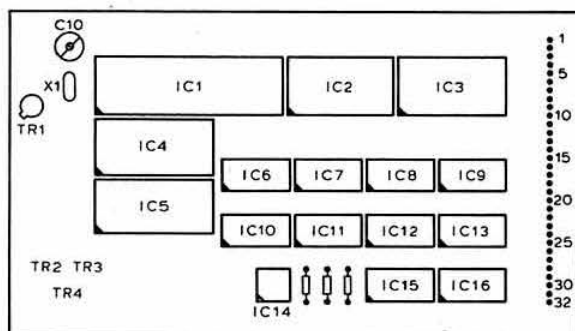 C10
1
X1
IC1
IC2
IC3
5
TR1
10
IC4
15
IC6
IC7
IC8
IC9
IC5
20
IC10
IC11
IC12
IC13
25
TR2 TR3
TR4
IC14
IC15
IC16
30
32